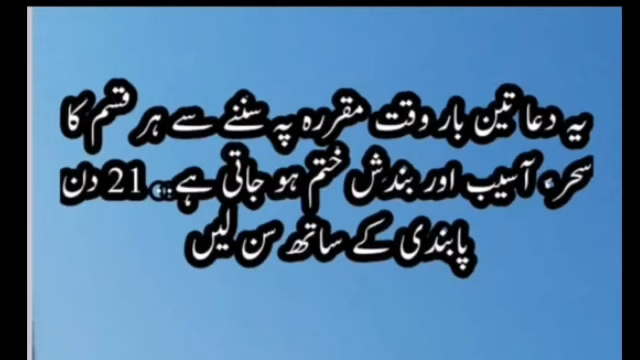 یہ دعا تین بار وقت مقررہ پہ سننے سے ہر قسم کا
سحر، آسیب اور بندش ختم ہو جاتی ہے۔ 21 دن
پابندی کے ساتھ سن لیں